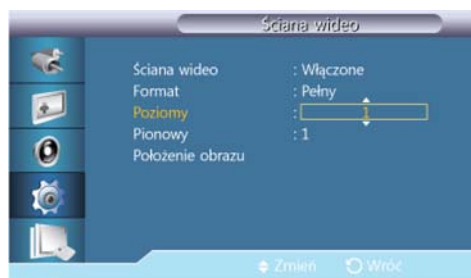 Ściana wideo
Ściana wideo : Włączone
Format : Pełny
Poziomy : 1
Pionowy : 1
Położenie obrazu
Zmień Wróć